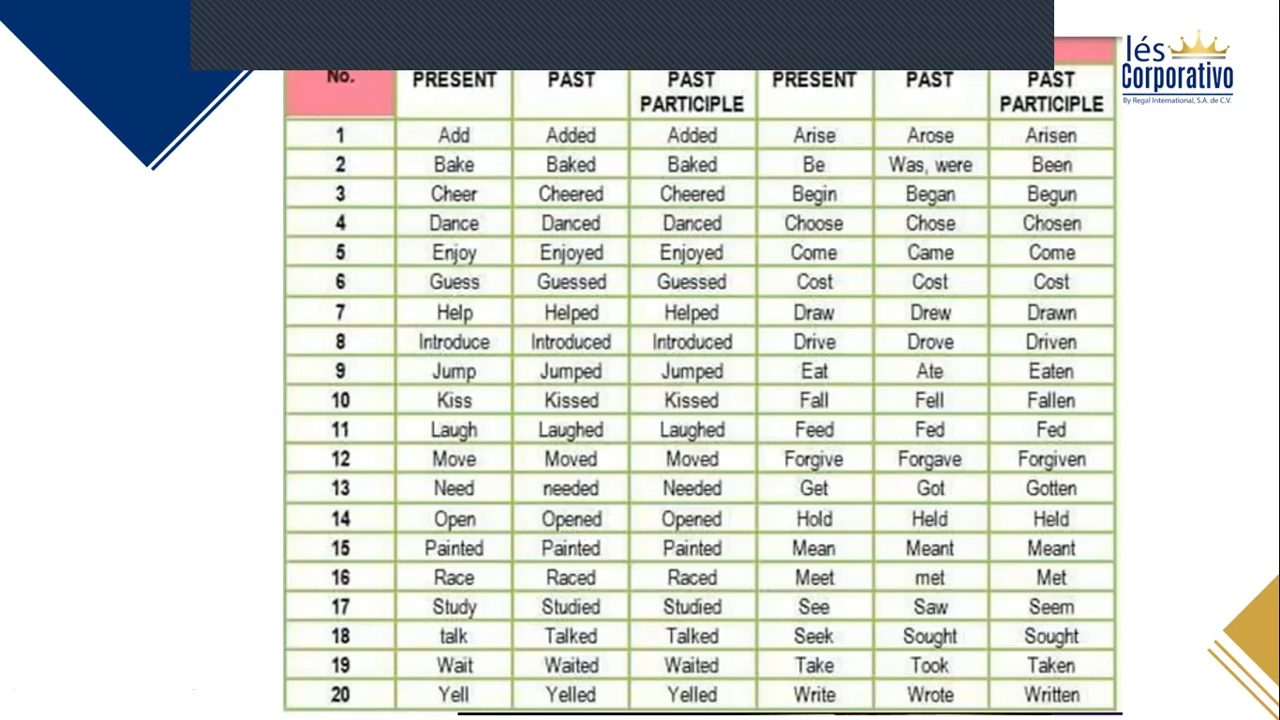 lés
Corporativo
By Regal International, S.A. de C.V.
No. PRESENT PAST PAST PARTICIPLE PRESENT PAST PAST PARTICIPLE
1 Add Added Added Arise Arose Arisen
2 Bake Baked Baked Be Was, were Been
3 Cheer Cheered Cheered Begin Began Begun
4 Dance Danced Danced Choose Chose Chosen
5 Enjoy Enjoyed Enjoyed Come Came Come
6 Guess Guessed Guessed Cost Cost Cost
7 Help Helped Helped Draw Drew Drawn
8 Introduce Introduced Introduced Drive Drove Driven
9 Jump Jumped Jumped Eat Ate Eaten
10 Kiss Kissed Kissed Fall Fell Fallen
11 Laugh Laughed Laughed Feed Fed Fed
12 Move Moved Moved Forgive Forgave Forgiven
13 Need needed Needed Get Got Gotten
14 Open Opened Opened Hold Held Held
15 Painted Painted Painted Mean Meant Meant
16 Race Raced Raced Meet met Met
17 Study Studied Studied See Saw Seem
18 talk Talked Talked Seek Sought Sought
19 Wait Waited Waited Take Took Taken
20 Yell Yelled Yelled Write Wrote Written